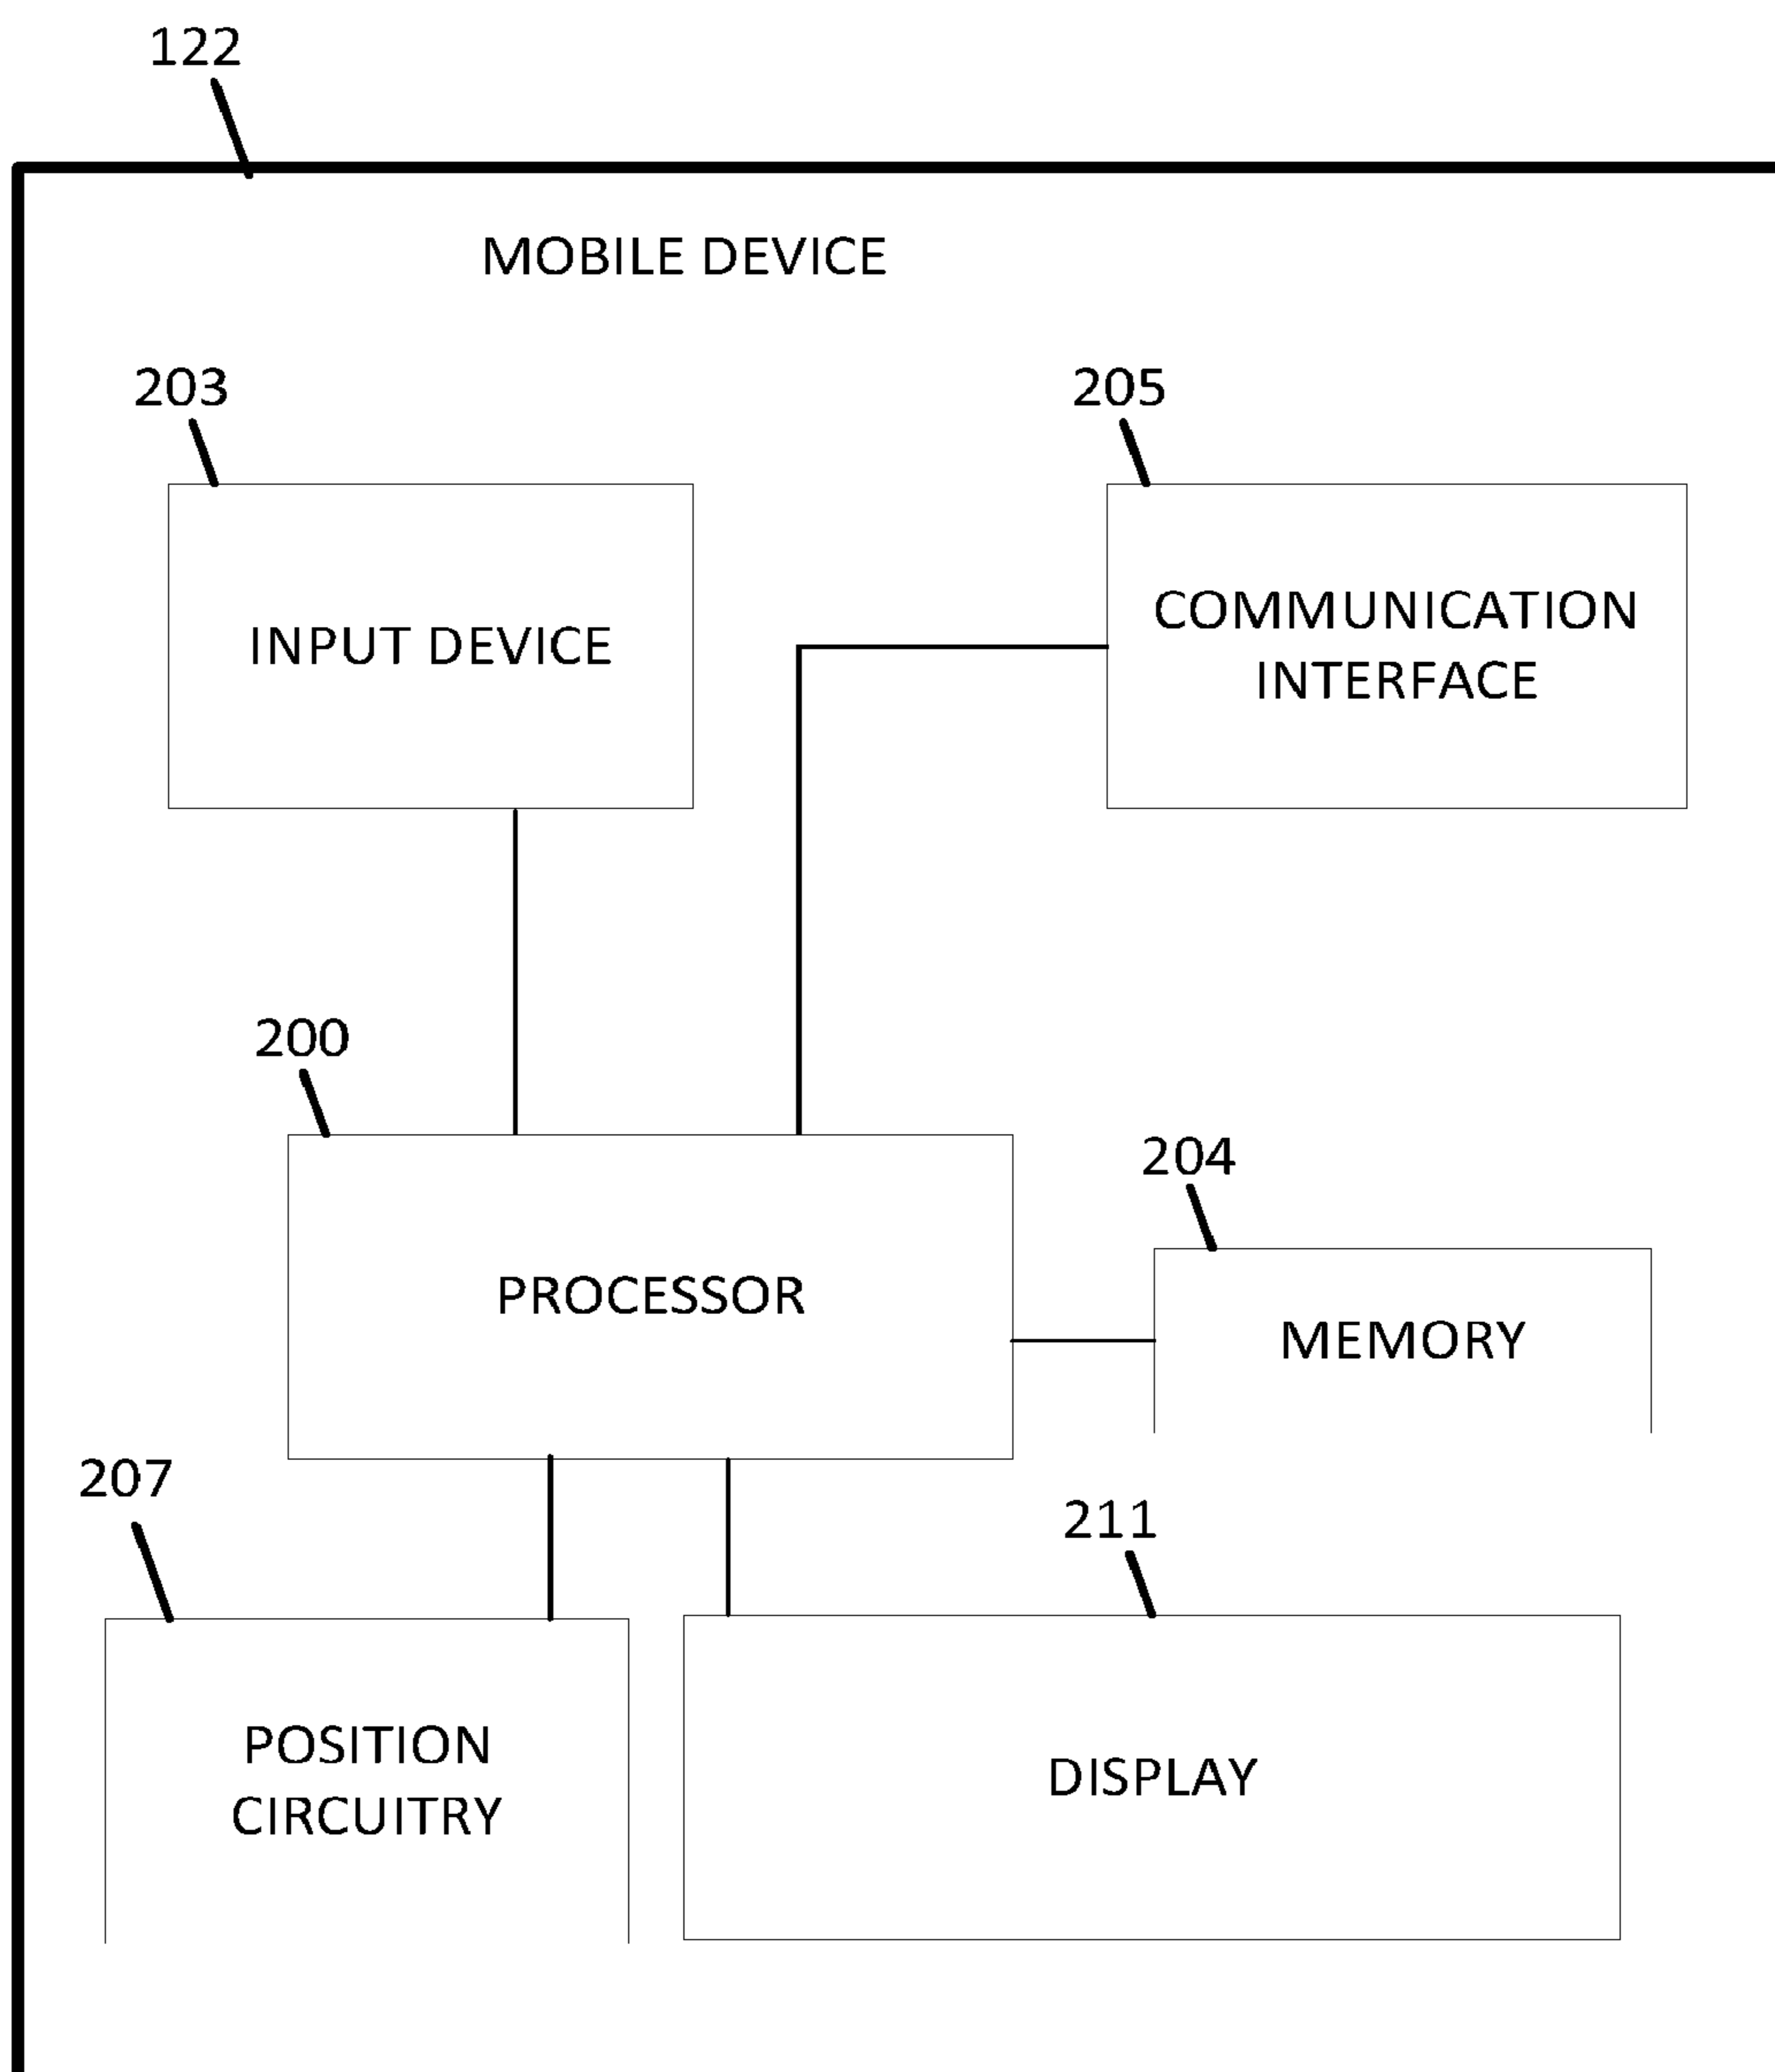 122
MOBILE DEVICE
203
205
INPUT DEVICE
COMMUNICATION
INTERFACE
200
204
PROCESSOR
MEMORY
207
211
POSITION
CIRCUITRY
DISPLAY